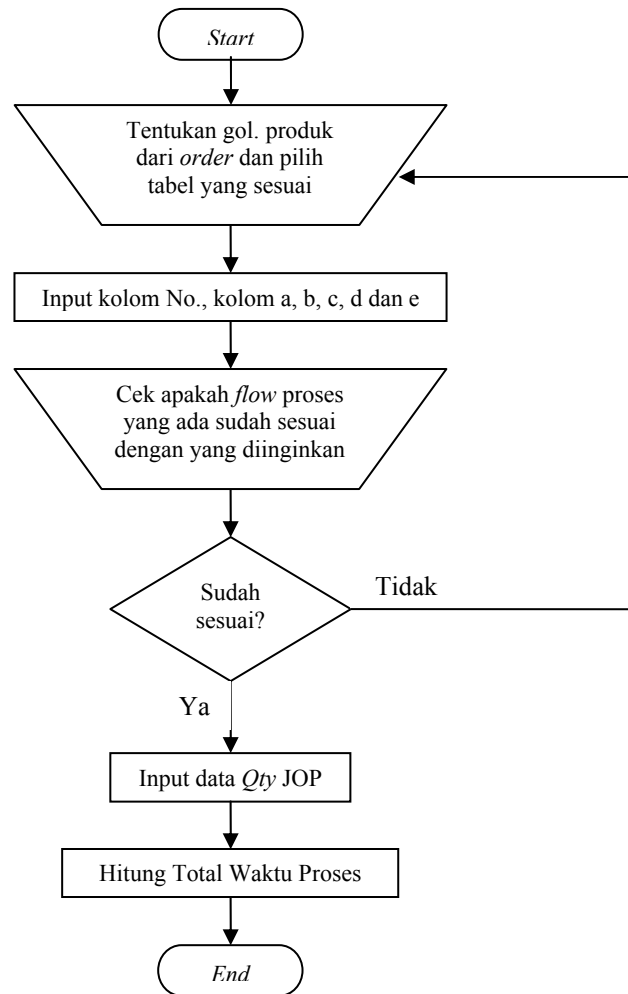 Start
Tentukan gol. produk
dari order dan pilih
tabel yang sesuai
Input kolom No., kolom a, b, c, d dan e
Cek apakah flow proses
yang ada sudah sesuai
dengan yang diinginkan
Sudah
sesuai?
Tidak
Ya
Input data Qty JOP
Hitung Total Waktu Proses
End